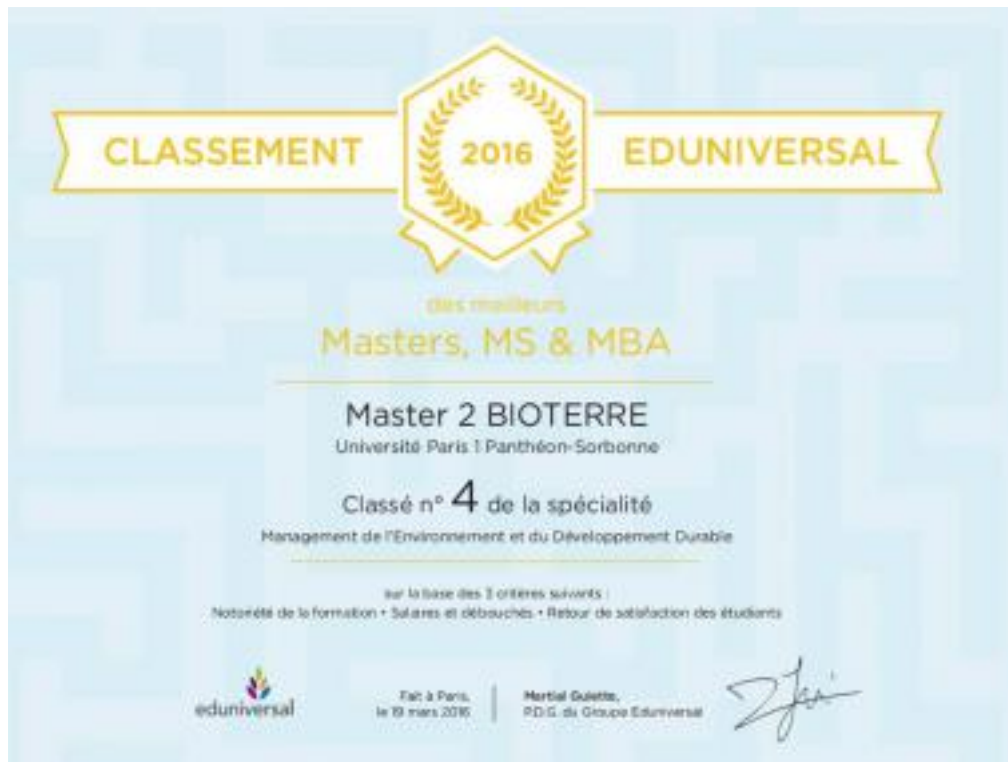 CLASSEMENT 2016 EDUNIVERSAL
des meilleurs
Masters, MS & MBA
Master 2 BIOTERRE
Université Paris 1 Panthéon-Sorbonne
Classé n° 4 de la spécialité
Management de l'Environnement et du Développement Durable
sur la base des 3 critères suivants :
Notoriété de la formation • Salaires et débouchés • Retour de satisfaction des étudiants
eduniversal
Fait à Paris,
le 19 mars 2016
Martial Guiette,
P.D.G. du Groupe Eduniversal